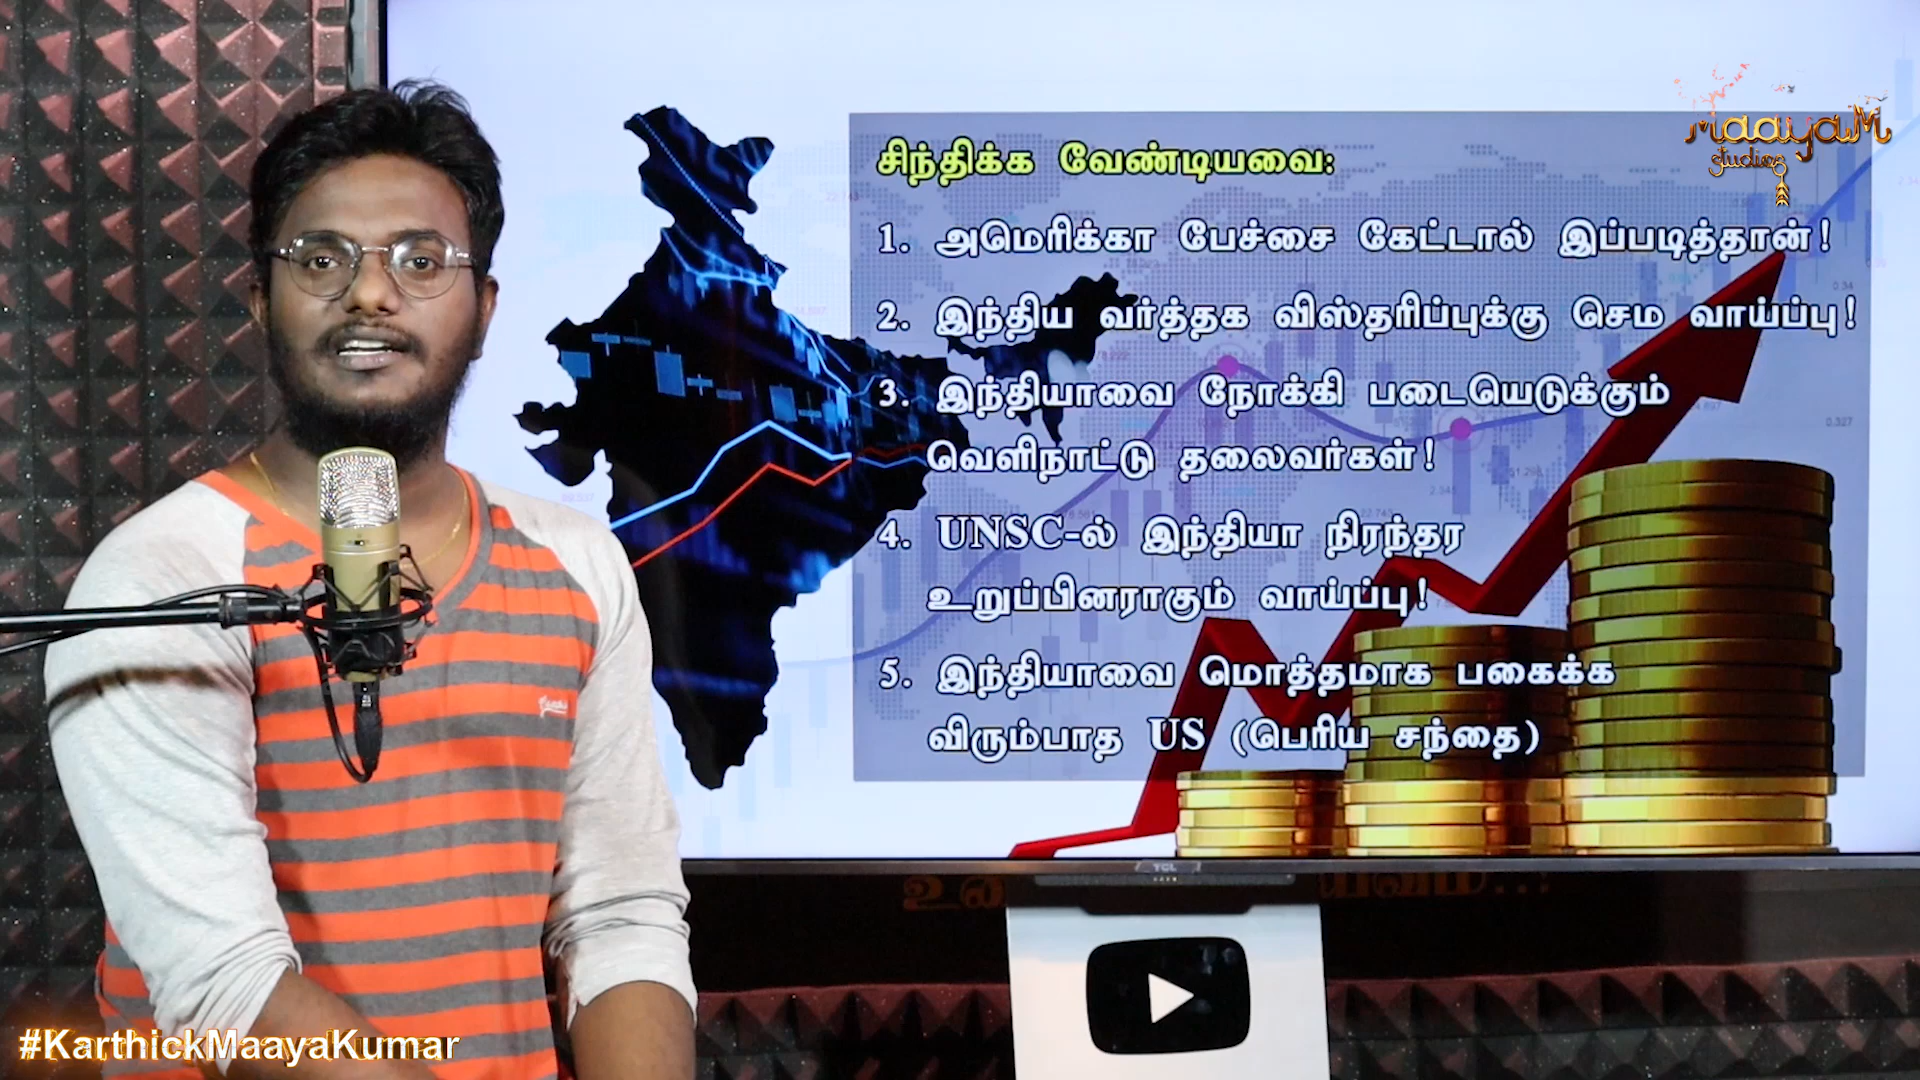 சிந்திக்க வேண்டியவை:
1. அமெரிக்கா பேச்சை கேட்டால் இப்படித்தான்!
2. இந்திய வர்த்தக விஸ்தரிப்புக்கு செம வாய்ப்பு!
3. இந்தியாவை நோக்கி படையெடுக்கும்
வெளிநாட்டு தலைவர்கள்!
4. UNSC-ல் இந்தியா நிரந்தர
உறுப்பினராகும் வாய்ப்பு!
5. இந்தியாவை மொத்தமாக பகைக்க
விரும்பாத US (பெரிய சந்தை)
maayaM
studios
TCL
#KarthickMaayaKumar